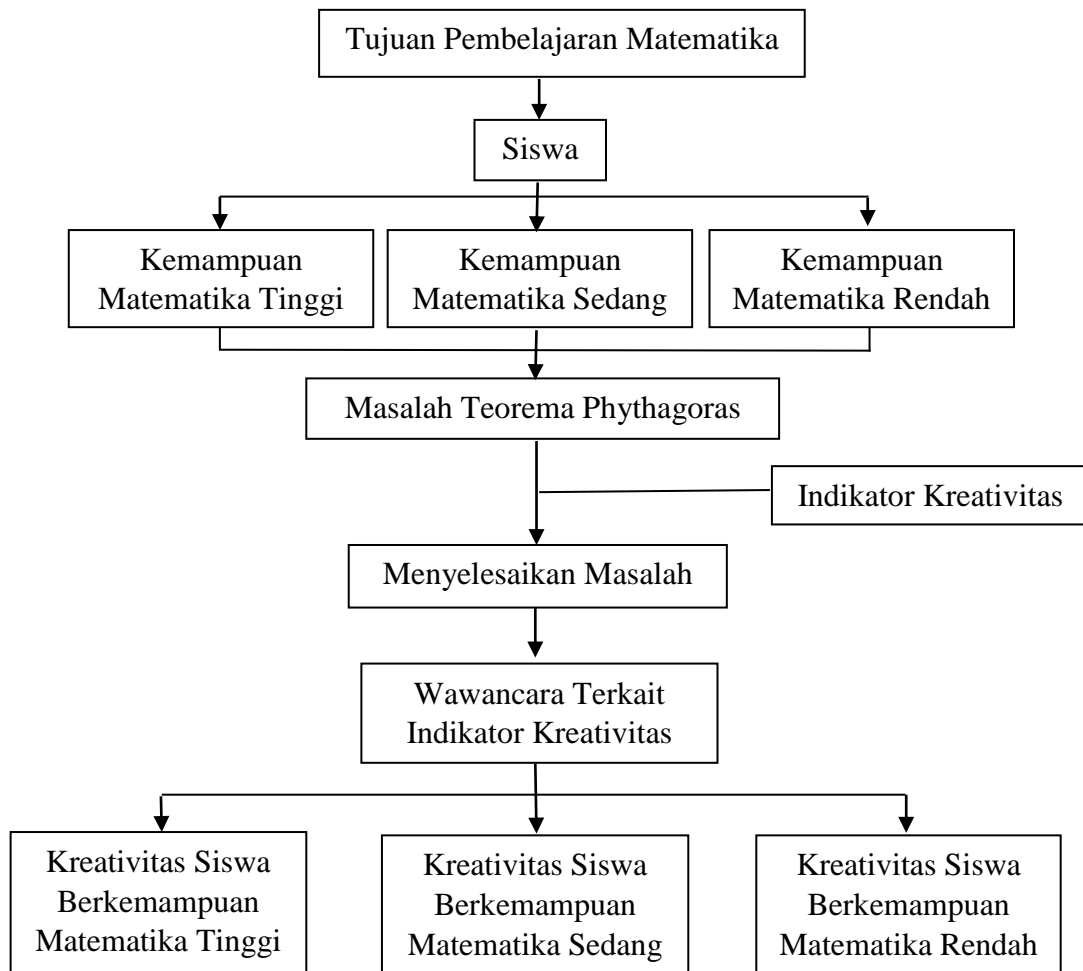 Tujuan Pembelajaran Matematika
Siswa
Kemampuan
Matematika Tinggi
Kemampuan
Matematika Sedang
Kemampuan
Matematika Rendah
Masalah Teorema Phythagoras
Indikator Kreativitas
Menyelesaikan Masalah
Wawancara Terkait
Indikator Kreativitas
Kreativitas Siswa
Berkemampuan
Matematika Tinggi
Kreativitas Siswa
Berkemampuan
Matematika Sedang
Kreativitas Siswa
Berkemampuan
Matematika Rendah